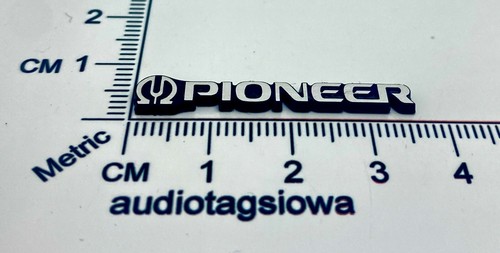 2
CM 1
PIONEER
Metric
CM 1 2 3 4
audiotagsiowa